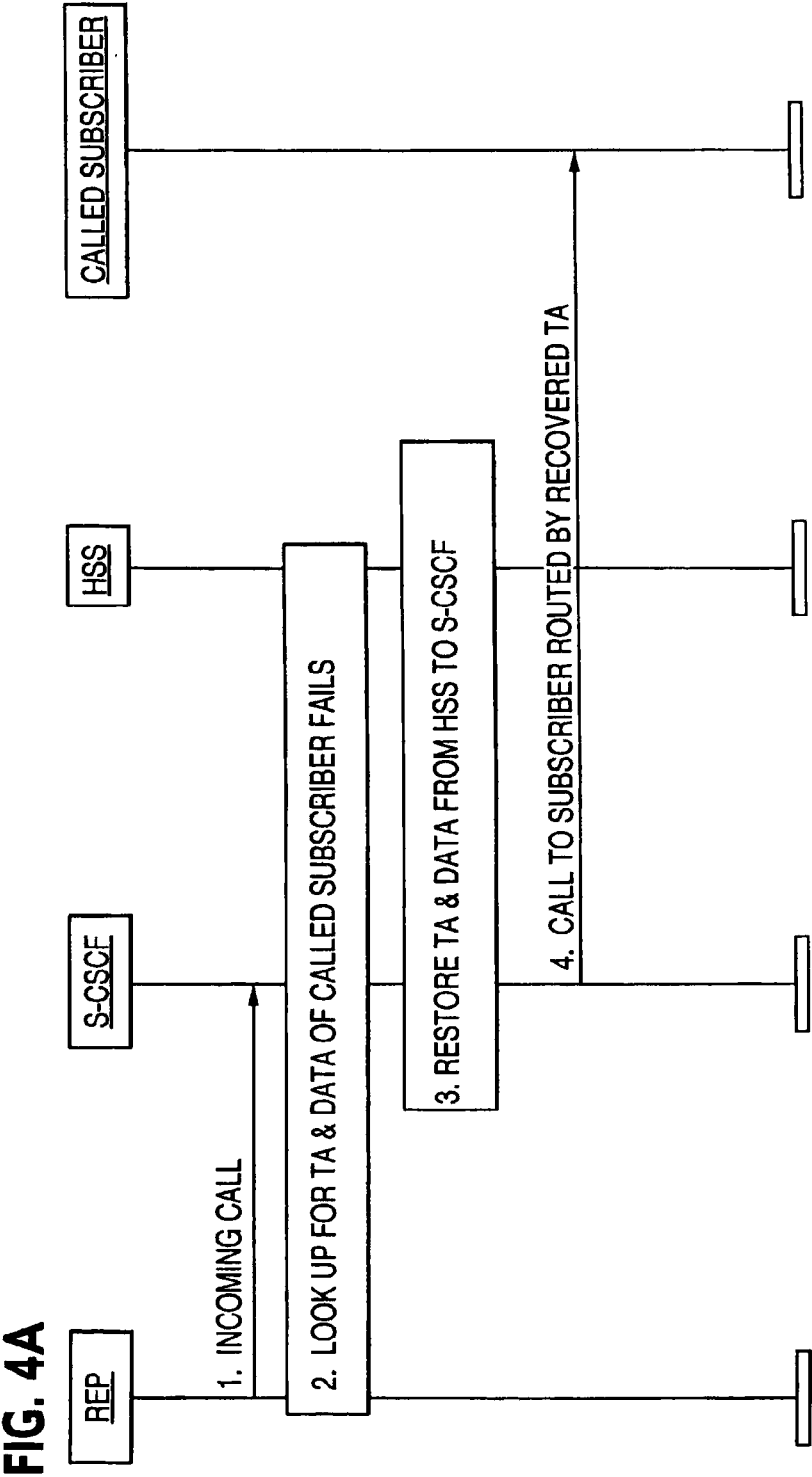 FIG. 4A
REP
S-CSCF
HSS
CALLED SUBSCRIBER
1. INCOMING CALL
2. LOOK UP FOR TA & DATA OF CALLED SUBSCRIBER FAILS
3. RESTORE TA & DATA FROM HSS TO S-CSCF
4. CALL TO SUBSCRIBER ROUTED BY RECOVERED TA